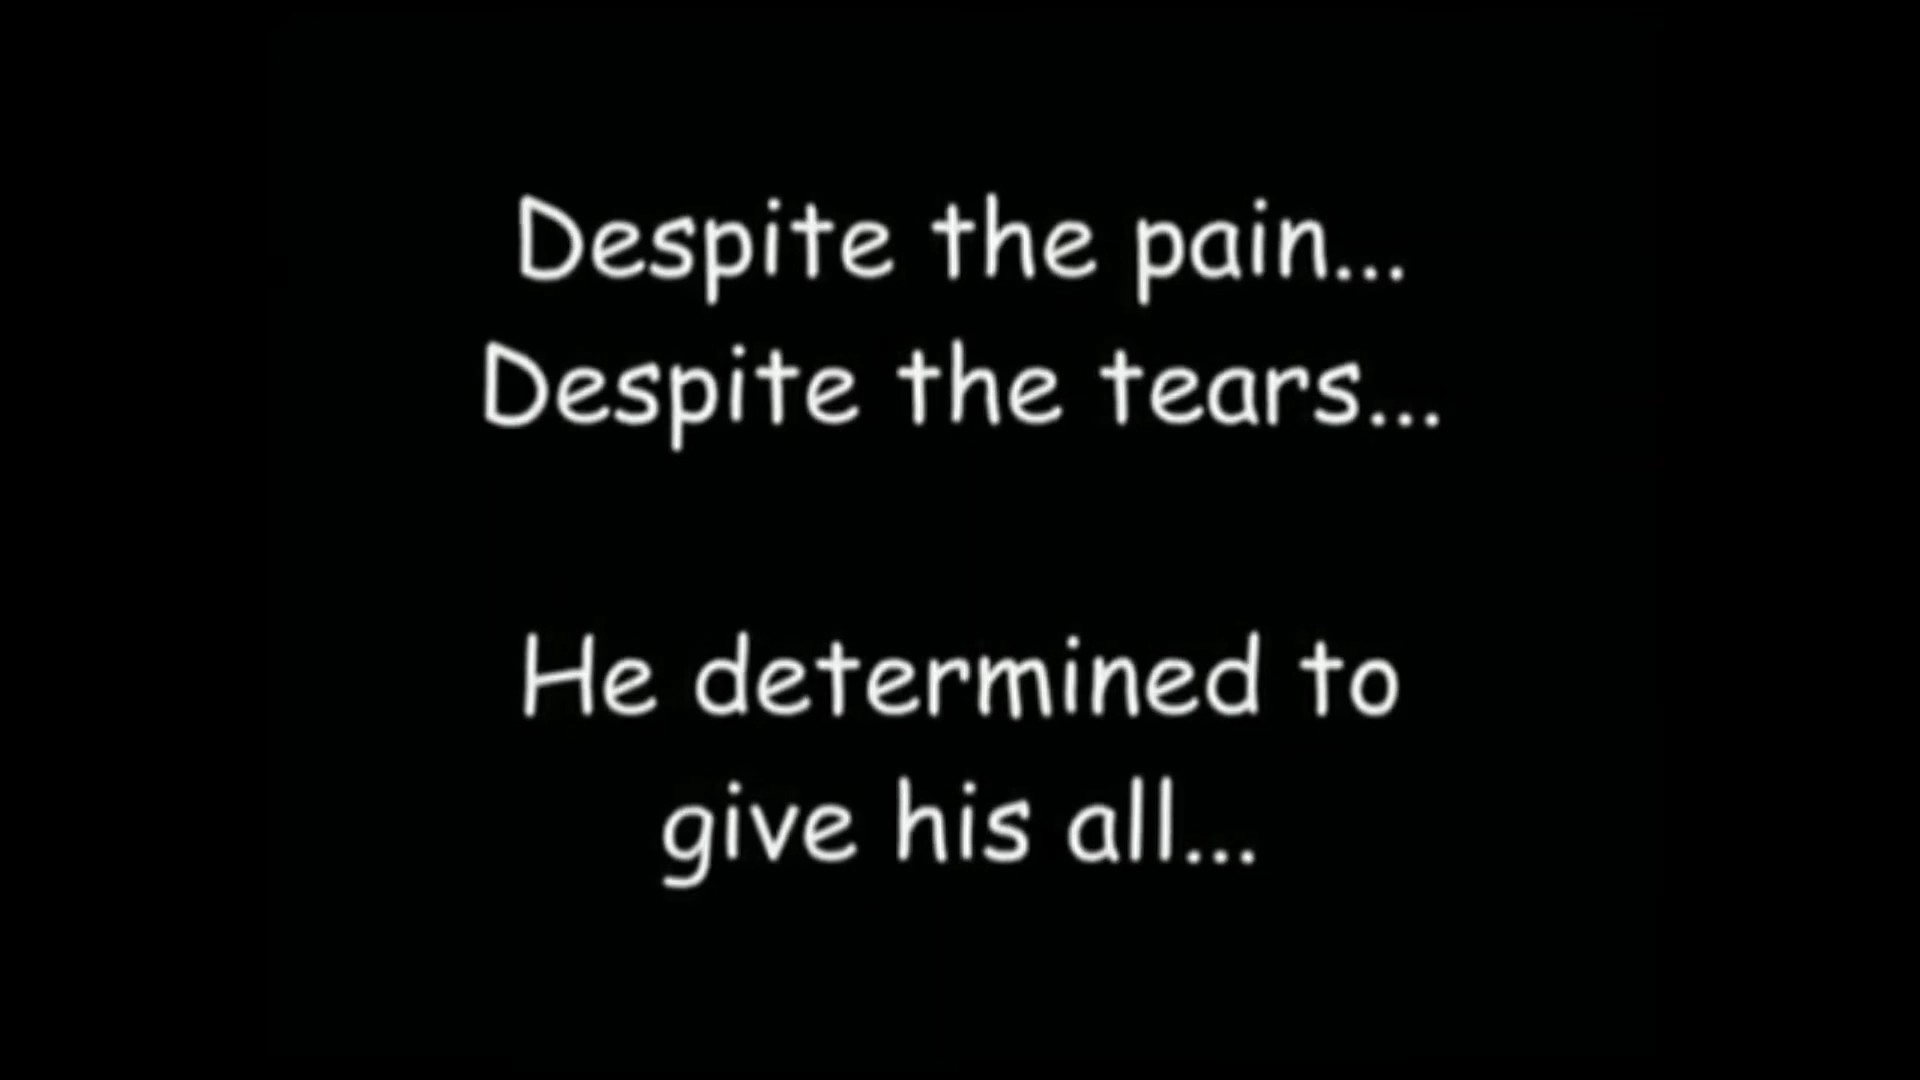 Despite the pain...
Despite the tears...
He determined to
give his all...